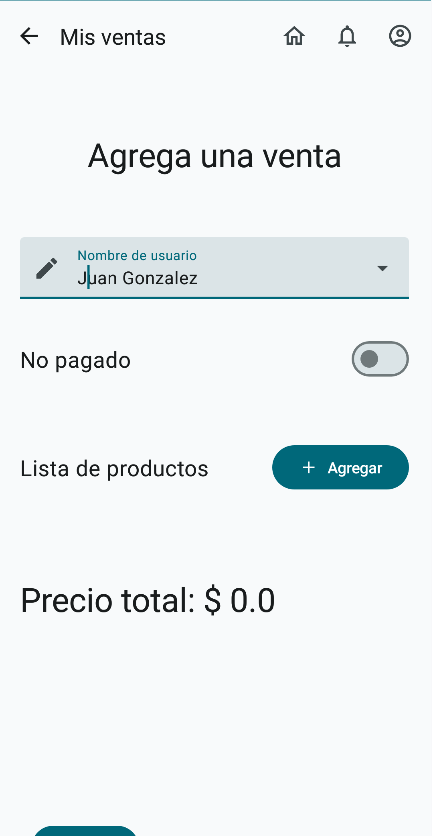 Mis ventas
Agrega una venta
Nombre de usuario
Juan Gonzalez
No pagado
Lista de productos
+ Agregar
Precio total: $ 0.0